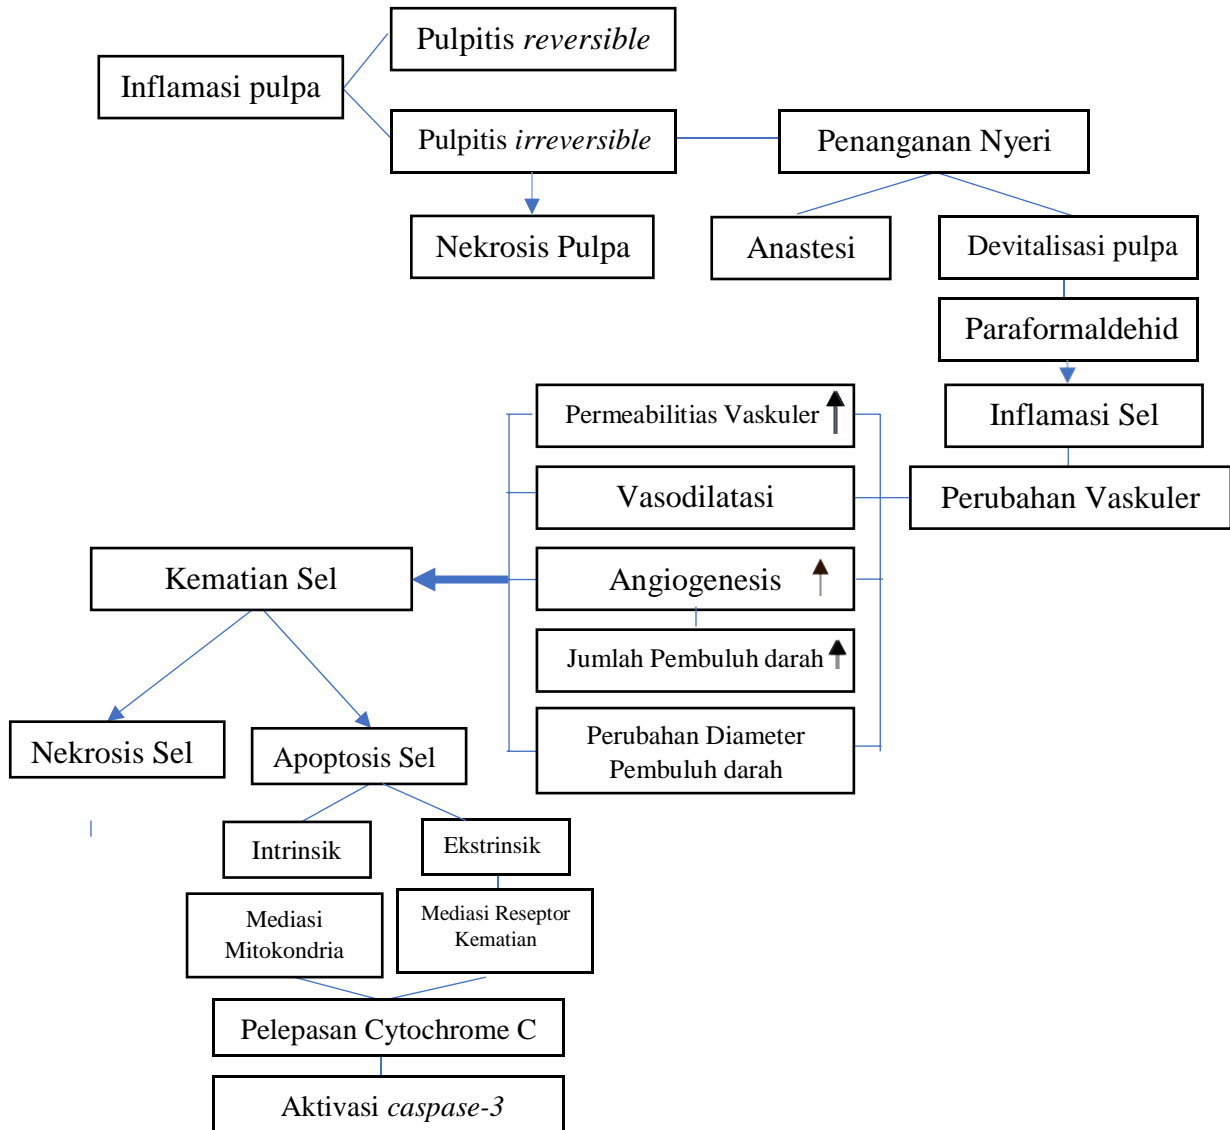 Pulpitis reversible
Inflamasi pulpa
Pulpitis irreversible
Penanganan Nyeri
Nekrosis Pulpa
Anastesi
Devitalisasi pulpa
Paraformaldehid
Permeabilitias Vaskuler
Inflamasi Sel
Vasodilatasi
Perubahan Vaskuler
Kematian Sel
Angiogenesis
Jumlah Pembuluh darah
Perubahan Diameter
Pembuluh darah
Nekrosis Sel
Apoptosis Sel
Intrinsik
Ekstrinsik
Mediasi
Mitokondria
Mediasi Reseptor
Kematian
Pelepasan Cytochrome C
Aktivasi caspase-3